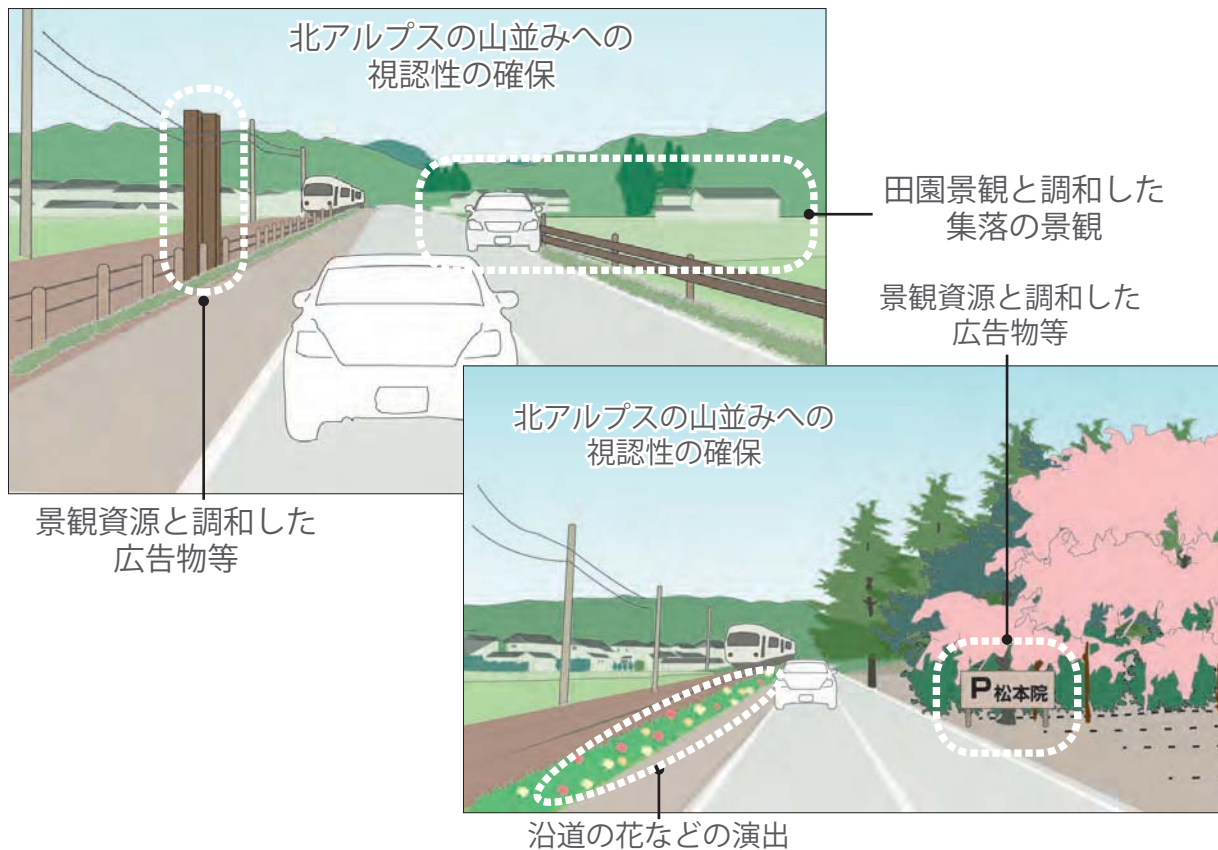 北アルプスの山並みへの
視認性の確保
田園景観と調和した
集落の景観
景観資源と調和した
広告物等
景観資源と調和した
広告物等
北アルプスの山並みへの
視認性の確保
P松本院
沿道の花などの演出